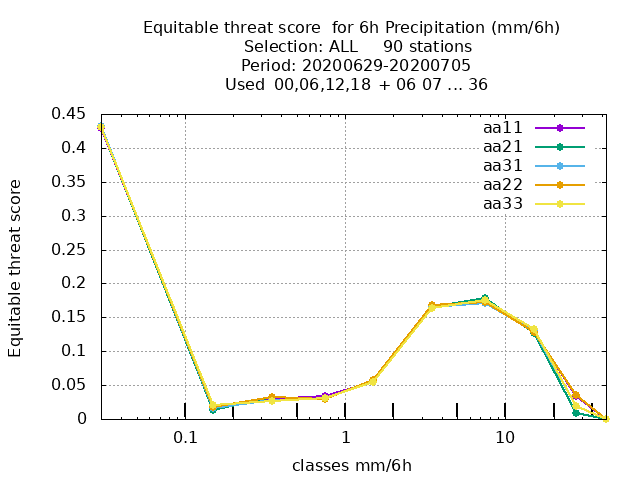 Equitable threat score  for 6h Precipitation (mm/6h)
Selection: ALL     90 stations
Period: 20200629-20200705
Used  00,06,12,18 + 06 07 ... 36
Equitable threat score
0.45
0.4
0.35
0.3
0.25
0.2
0.15
0.1
0.05
0
aa11
aa21
aa31
aa22
aa33
0.1
1
10
classes mm/6h